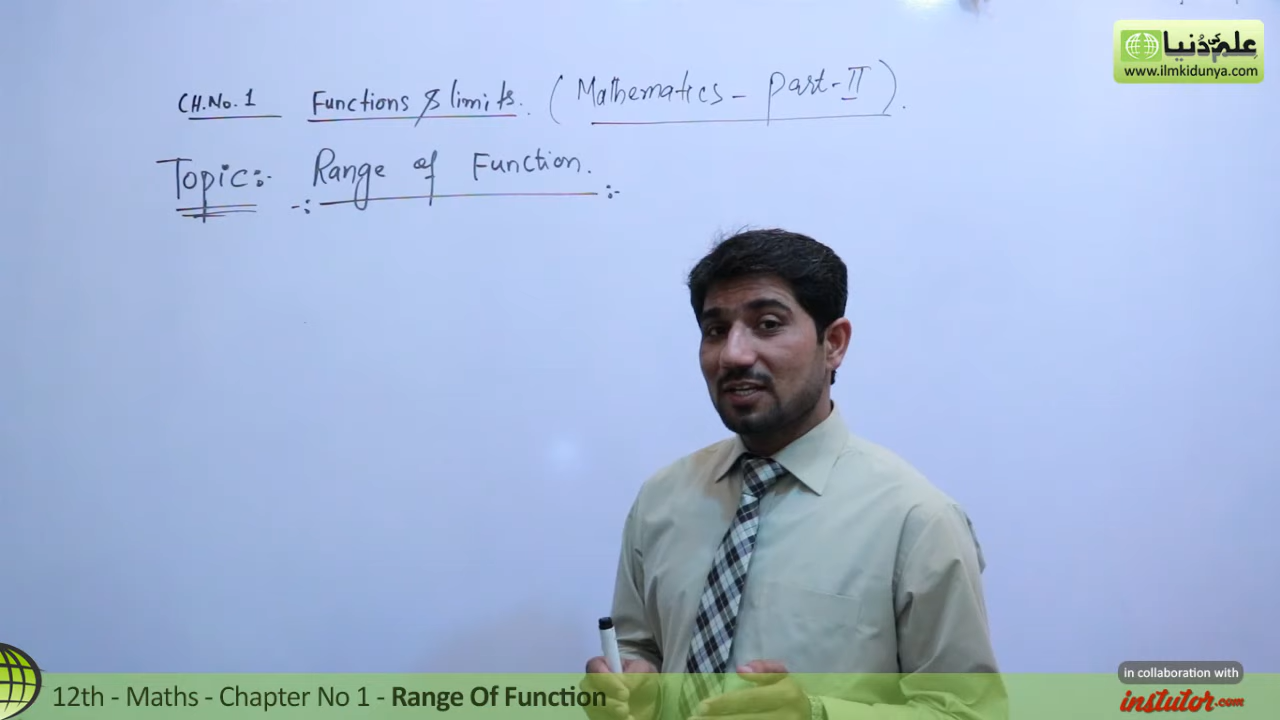 علم کی دُنیا
www.ilmkidunya.com
CH.No.1 Functions & limits. (Mathematics - part-II).
Topic:- Range of Function.
12th - Maths - Chapter No 1 - Range Of Function
in collaboration with
instutor.com